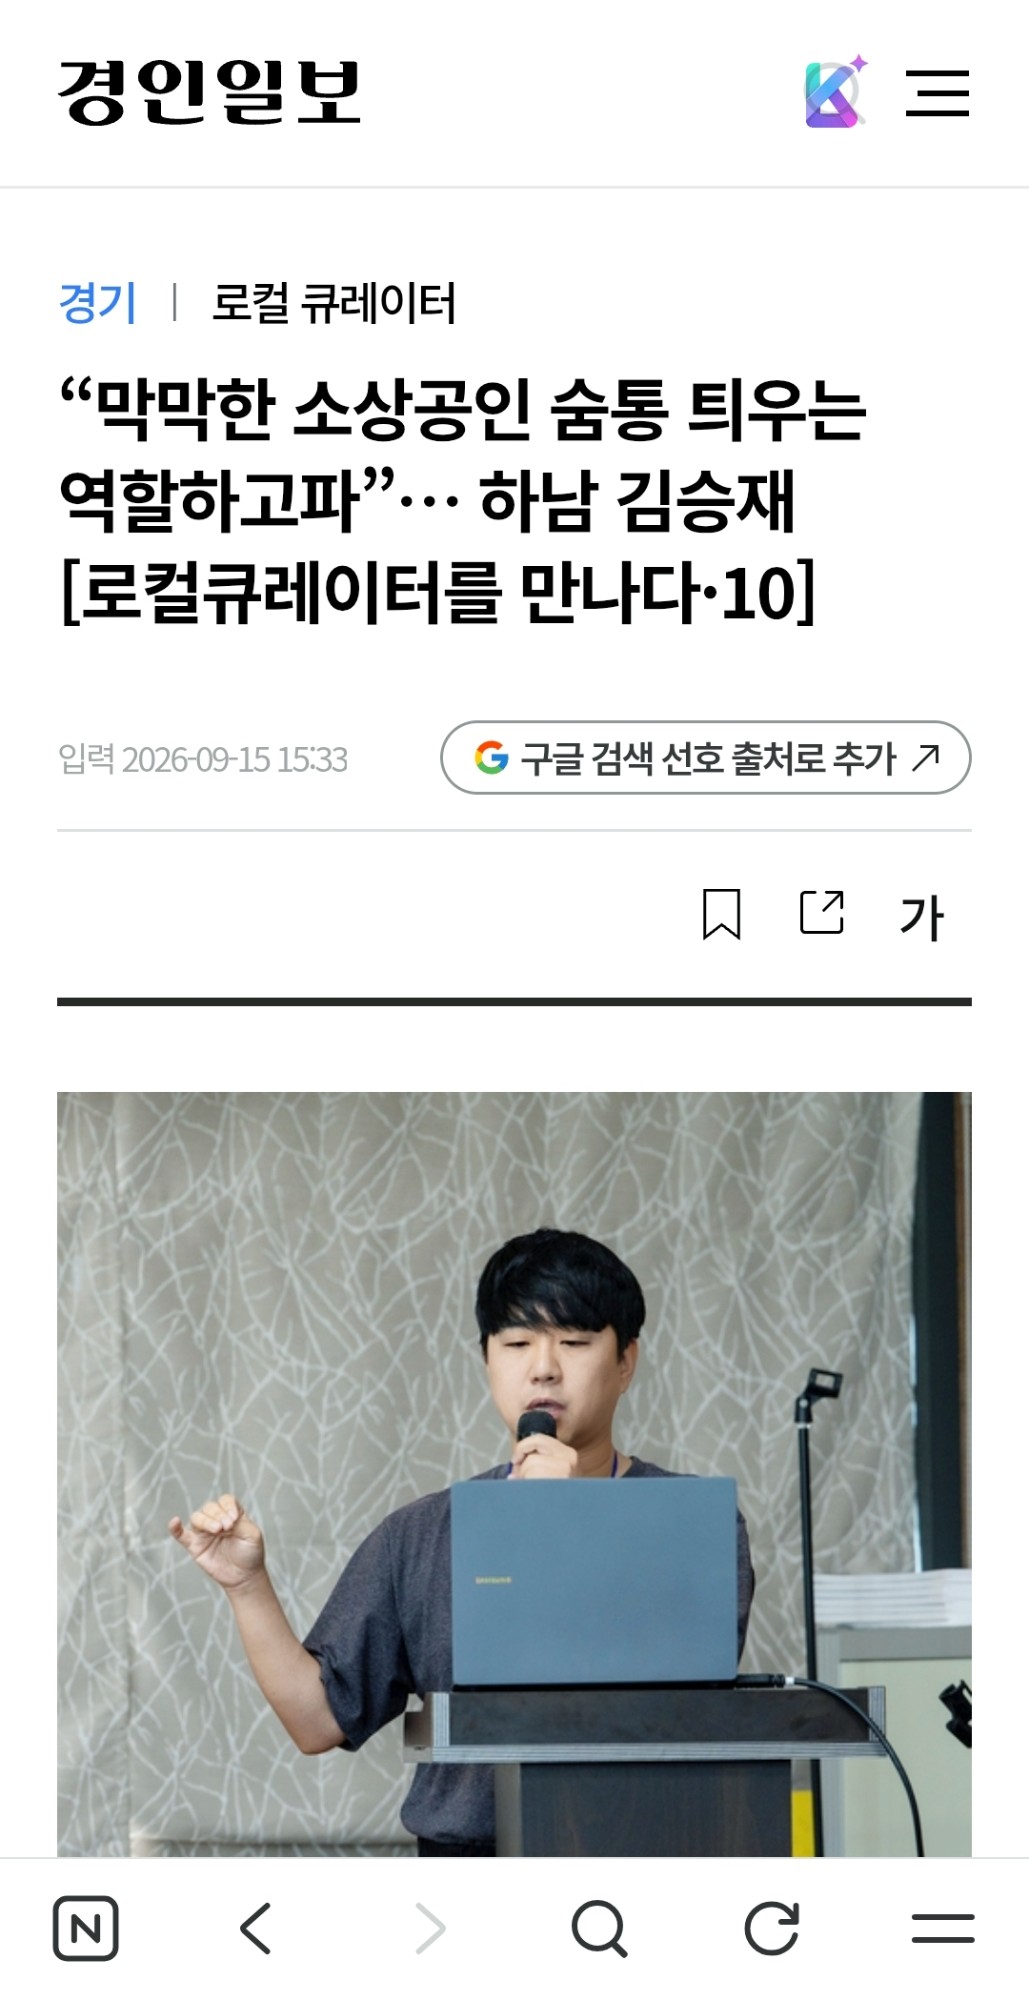 경인일보
경기 | 로컬 큐레이터
“막막한 소상공인 숨통 틔우는
역할하고파”… 하남 김승재
[로컬큐레이터를 만나다·10]
입력 2026-09-15 15:33
구글 검색 선호 출처로 추가
가
SAMSUNG
N